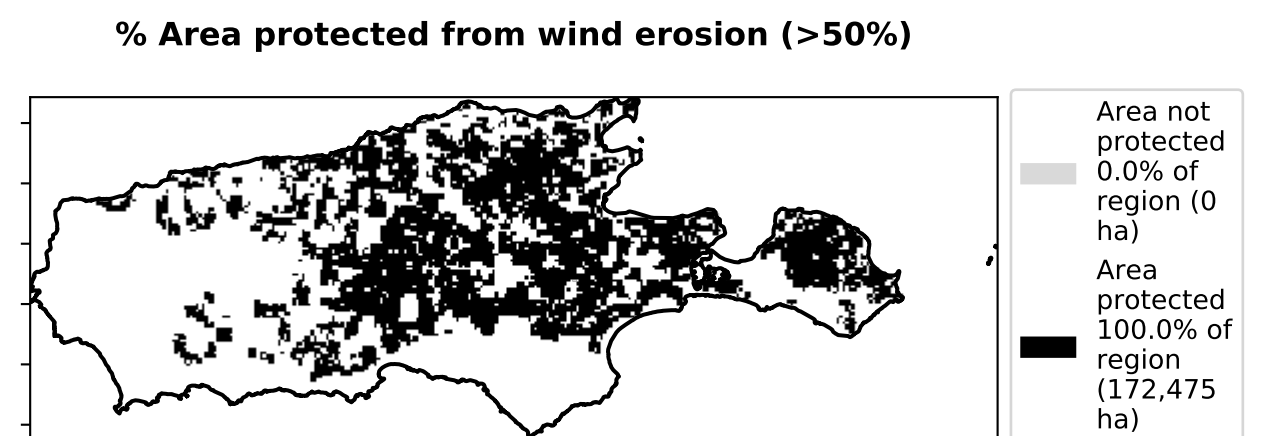 % Area protected from wind erosion (>50%)
Area not
protected
0.0% of
region (0
ha)
Area
protected
100.0% of
region
(172,475
ha)